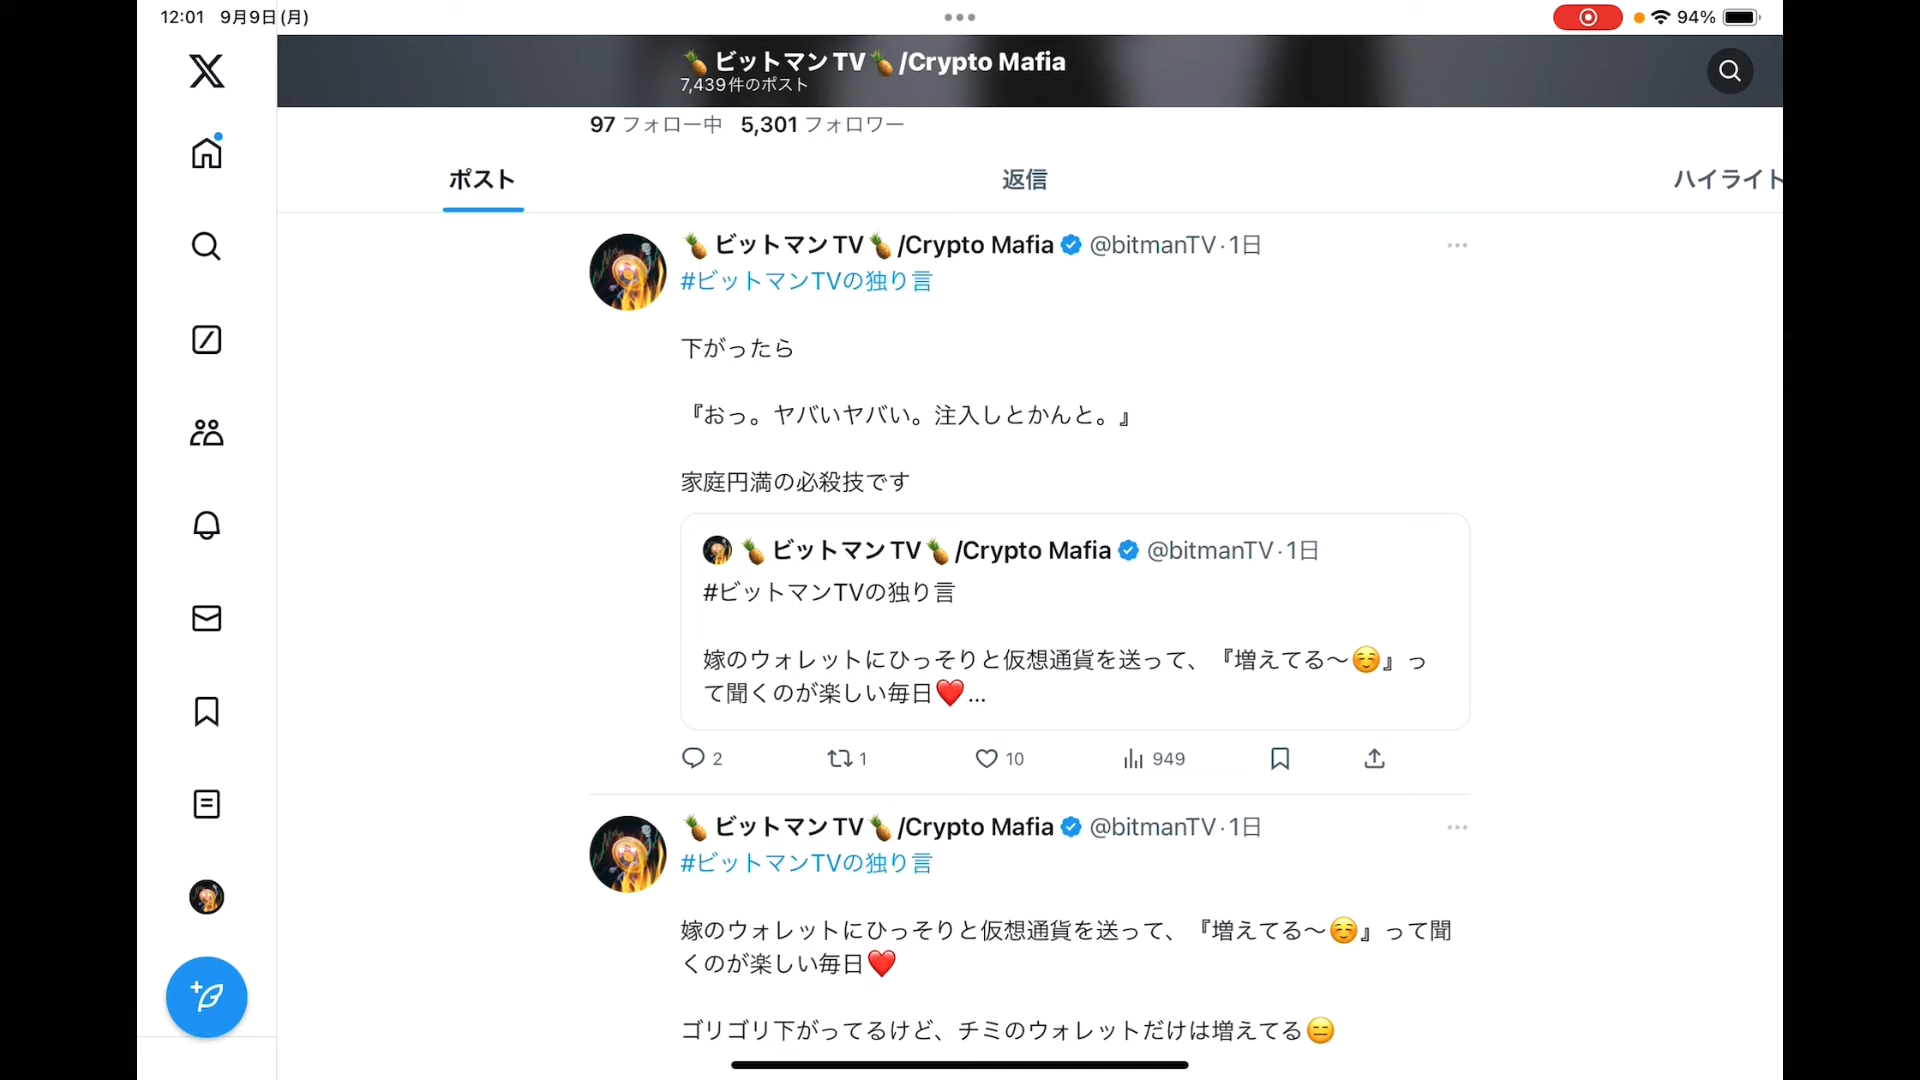 12:01 9月9日(月)
94%
🍍ビットマンTV🍍/Crypto Mafia
7,439件のポスト
97 フォロー中 5,301 フォロワー
ポスト 返信 ハイライト
🍍ビットマンTV🍍/Crypto Mafia @bitmanTV·1日
#ビットマンTVの独り言
下がったら
『おっ。ヤバいヤバい。注入しとかんと。』
家庭円満の必殺技です
🍍ビットマンTV🍍/Crypto Mafia @bitmanTV·1日
#ビットマンTVの独り言
嫁のウォレットにひっそりと仮想通貨を送って、『増えてる〜☺️』っ
て聞くのが楽しい毎日❤️...
2 1 10 949
🍍ビットマンTV🍍/Crypto Mafia @bitmanTV·1日
#ビットマンTVの独り言
嫁のウォレットにひっそりと仮想通貨を送って、『増えてる〜☺️』って聞
くのが楽しい毎日❤️
ゴリゴリ下がってるけど、チミのウォレットだけは増えてる😑